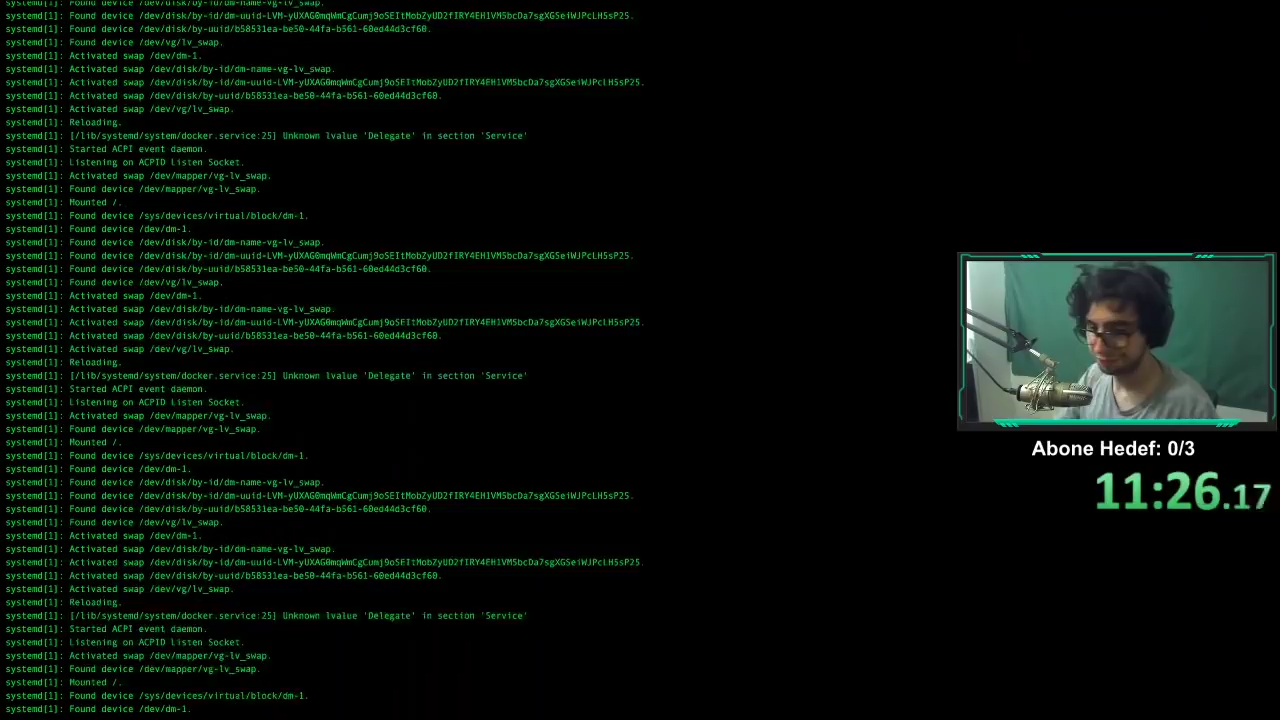 systemd[1]: Found device /dev/disk/by-id/dm-name-vg-lv_swap.
systemd[1]: Found device /dev/disk/by-id/dm-uuid-LVM-yUXAG0mqWmCgCumj9oSEItMobZyUD2fIRY4EH1VM5bcDa7sgXGSeiWJPcLH5sP25.
systemd[1]: Found device /dev/disk/by-uuid/b58531ea-be50-44fa-b561-60ed44d3cf60.
systemd[1]: Found device /dev/vg/lv_swap.
systemd[1]: Activated swap /dev/dm-1.
systemd[1]: Activated swap /dev/disk/by-id/dm-name-vg-lv_swap.
systemd[1]: Activated swap /dev/disk/by-id/dm-uuid-LVM-yUXAG0mqWmCgCumj9oSEItMobZyUD2fIRY4EH1VM5bcDa7sgXGSeiWJPcLH5sP25.
systemd[1]: Activated swap /dev/disk/by-uuid/b58531ea-be50-44fa-b561-60ed44d3cf60.
systemd[1]: Activated swap /dev/vg/lv_swap.
systemd[1]: Reloading.
systemd[1]: [/lib/systemd/system/docker.service:25] Unknown lvalue 'Delegate' in section 'Service'
systemd[1]: Started ACPI event daemon.
systemd[1]: Listening on ACPID Listen Socket.
systemd[1]: Activated swap /dev/mapper/vg-lv_swap.
systemd[1]: Found device /dev/mapper/vg-lv_swap.
systemd[1]: Mounted /.
systemd[1]: Found device /sys/devices/virtual/block/dm-1.
systemd[1]: Found device /dev/dm-1.
systemd[1]: Found device /dev/disk/by-id/dm-name-vg-lv_swap.
systemd[1]: Found device /dev/disk/by-id/dm-uuid-LVM-yUXAG0mqWmCgCumj9oSEItMobZyUD2fIRY4EH1VM5bcDa7sgXGSeiWJPcLH5sP25.
systemd[1]: Found device /dev/disk/by-uuid/b58531ea-be50-44fa-b561-60ed44d3cf60.
systemd[1]: Found device /dev/vg/lv_swap.
systemd[1]: Activated swap /dev/dm-1.
systemd[1]: Activated swap /dev/disk/by-id/dm-name-vg-lv_swap.
systemd[1]: Activated swap /dev/disk/by-id/dm-uuid-LVM-yUXAG0mqWmCgCumj9oSEItMobZyUD2fIRY4EH1VM5bcDa7sgXGSeiWJPcLH5sP25.
systemd[1]: Activated swap /dev/disk/by-uuid/b58531ea-be50-44fa-b561-60ed44d3cf60.
systemd[1]: Activated swap /dev/vg/lv_swap.
systemd[1]: Reloading.
systemd[1]: [/lib/systemd/system/docker.service:25] Unknown lvalue 'Delegate' in section 'Service'
systemd[1]: Started ACPI event daemon.
systemd[1]: Listening on ACPID Listen Socket.
systemd[1]: Activated swap /dev/mapper/vg-lv_swap.
systemd[1]: Found device /dev/mapper/vg-lv_swap.
systemd[1]: Mounted /.
systemd[1]: Found device /sys/devices/virtual/block/dm-1.
systemd[1]: Found device /dev/dm-1.
systemd[1]: Found device /dev/disk/by-id/dm-name-vg-lv_swap.
systemd[1]: Found device /dev/disk/by-id/dm-uuid-LVM-yUXAG0mqWmCgCumj9oSEItMobZyUD2fIRY4EH1VM5bcDa7sgXGSeiWJPcLH5sP25.
systemd[1]: Found device /dev/disk/by-uuid/b58531ea-be50-44fa-b561-60ed44d3cf60.
systemd[1]: Found device /dev/vg/lv_swap.
systemd[1]: Activated swap /dev/dm-1.
systemd[1]: Activated swap /dev/disk/by-id/dm-name-vg-lv_swap.
systemd[1]: Activated swap /dev/disk/by-id/dm-uuid-LVM-yUXAG0mqWmCgCumj9oSEItMobZyUD2fIRY4EH1VM5bcDa7sgXGSeiWJPcLH5sP25.
systemd[1]: Activated swap /dev/disk/by-uuid/b58531ea-be50-44fa-b561-60ed44d3cf60.
systemd[1]: Activated swap /dev/vg/lv_swap.
systemd[1]: Reloading.
systemd[1]: [/lib/systemd/system/docker.service:25] Unknown lvalue 'Delegate' in section 'Service'
systemd[1]: Started ACPI event daemon.
systemd[1]: Listening on ACPID Listen Socket.
systemd[1]: Activated swap /dev/mapper/vg-lv_swap.
systemd[1]: Found device /dev/mapper/vg-lv_swap.
systemd[1]: Mounted /.
systemd[1]: Found device /sys/devices/virtual/block/dm-1.
systemd[1]: Found device /dev/dm-1.
Abone Hedef: 0/3
11:26.17